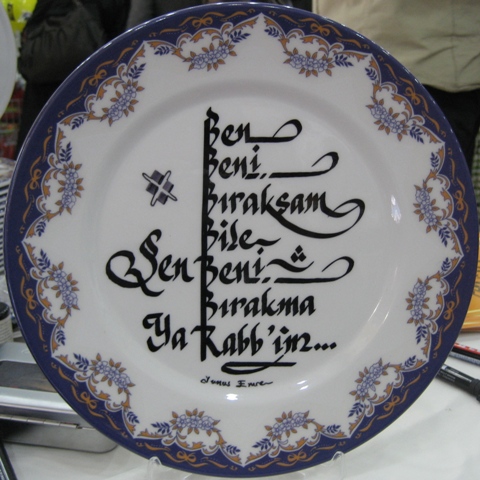 Ben
Beni
Bıraksam
Bile
Sen Beni
Bırakma
Ya Rabb'im...
Yunus Emre